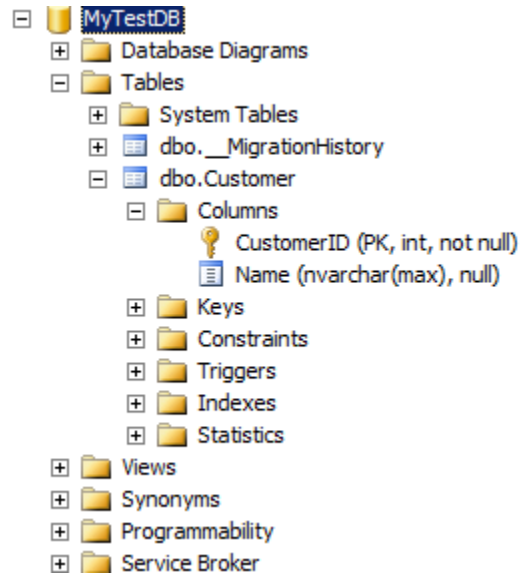 MyTestDB
Database Diagrams
Tables
System Tables
dbo.__MigrationHistory
dbo.Customer
Columns
CustomerID (PK, int, not null)
Name (nvarchar(max), null)
Keys
Constraints
Triggers
Indexes
Statistics
Views
Synonyms
Programmability
Service Broker